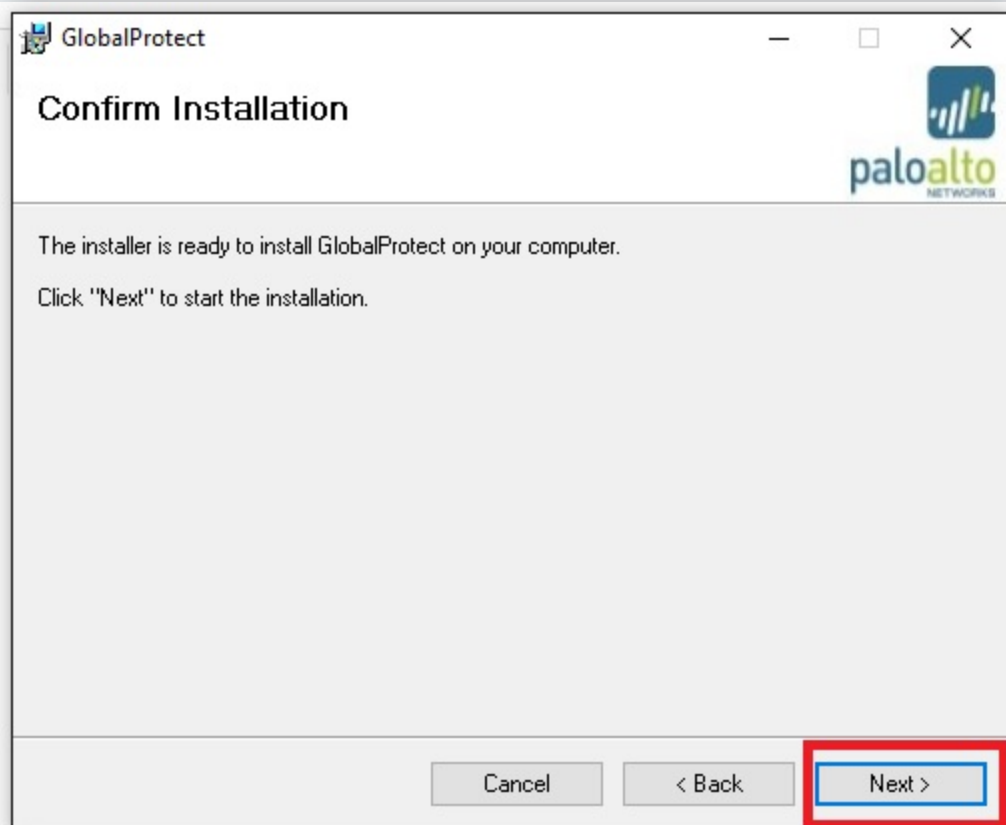 GlobalProtect
Confirm Installation
paloalto
NETWORKS
The installer is ready to install GlobalProtect on your computer.
Click "Next" to start the installation.
Cancel
< Back
Next >